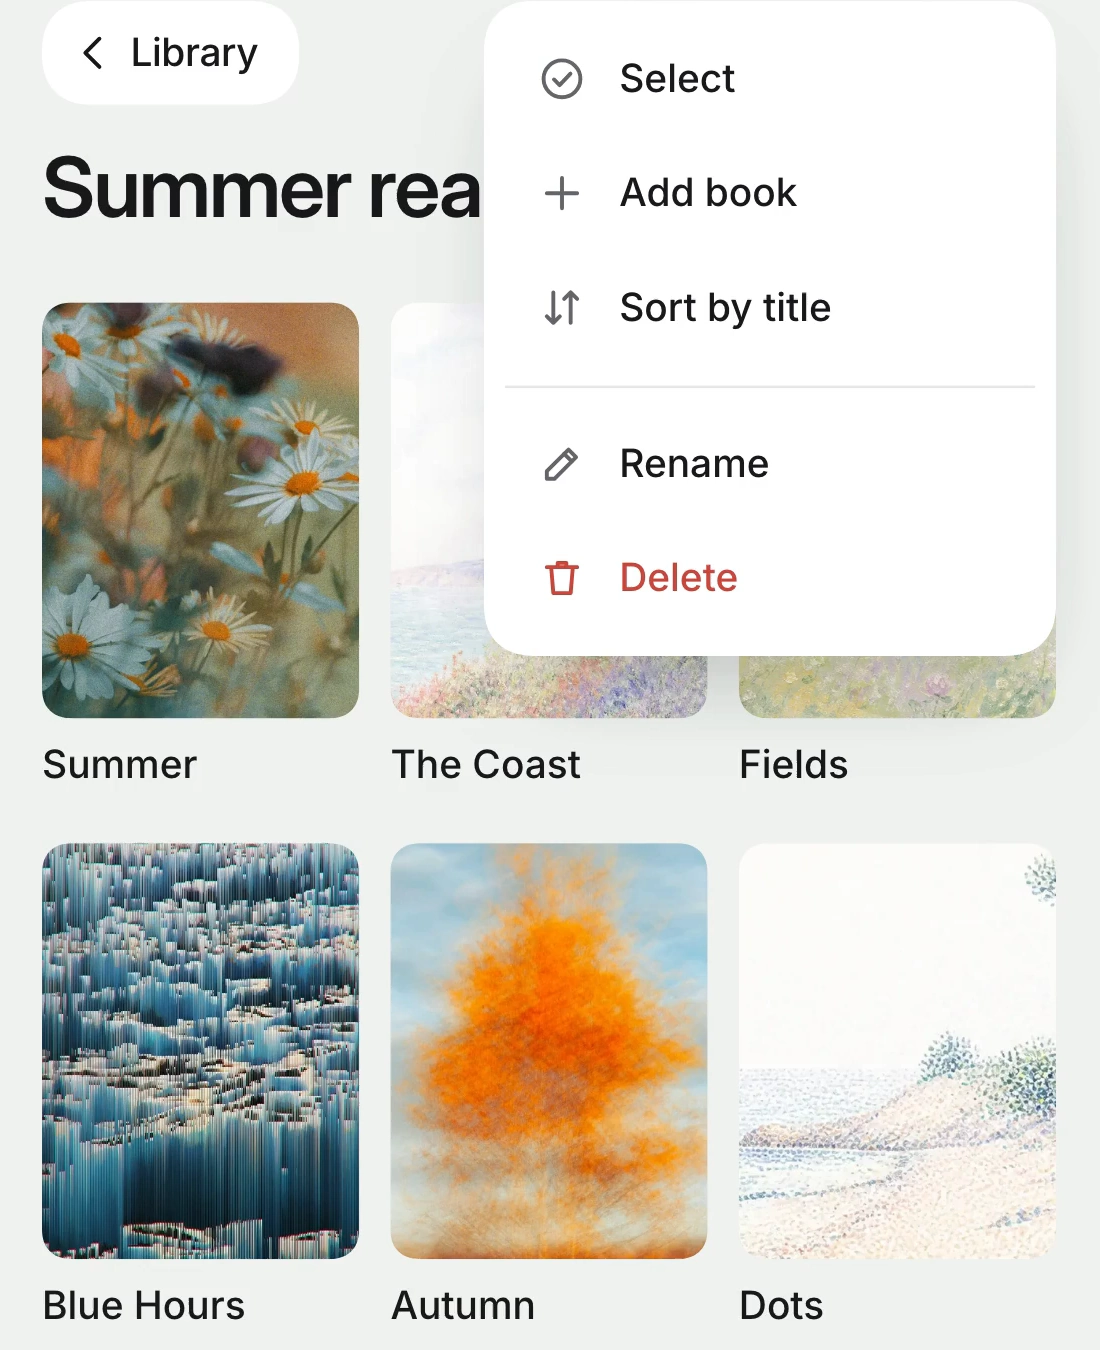 Library
Summer rea
Select
Add book
Sort by title
Rename
Delete
Summer
The Coast
Fields
Blue Hours
Autumn
Dots